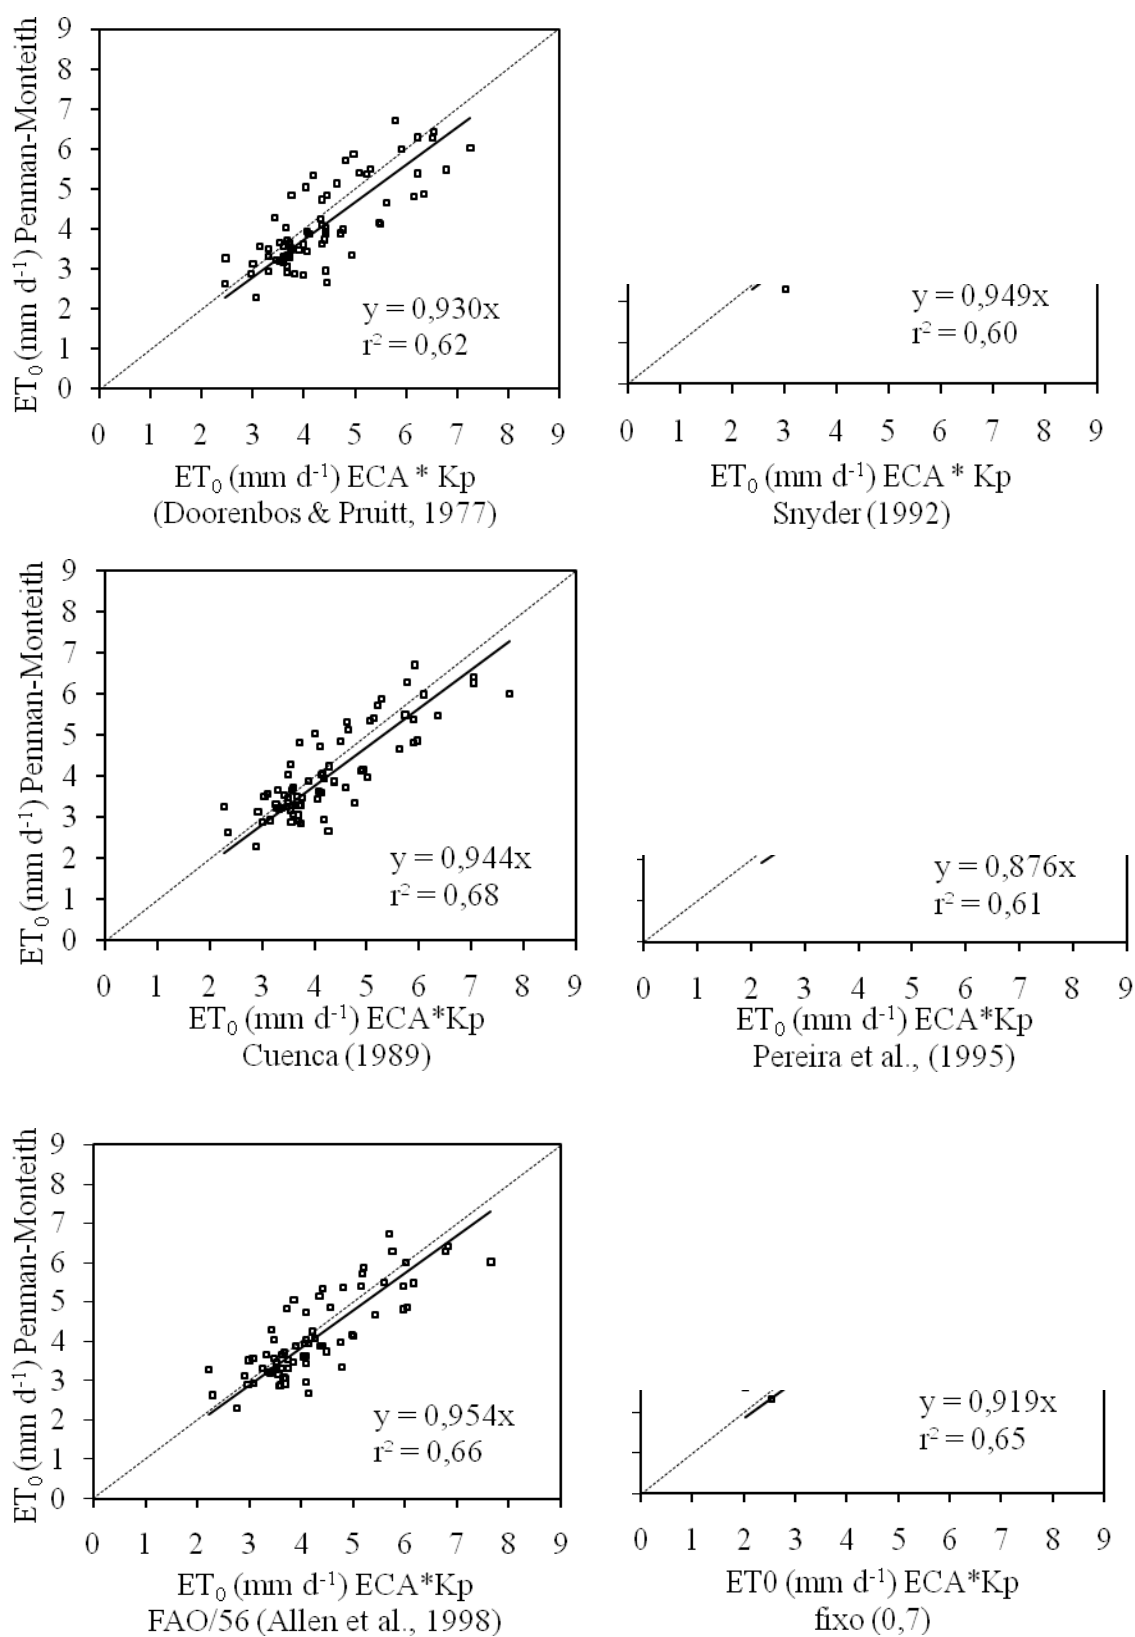 ET₀ (mm d⁻¹) Penman-Monteith
9
8
7
6
5
4
3
2
1
0
y = 0,930x
r² = 0,62
0 1 2 3 4 5 6 7 8 9
ET₀ (mm d⁻¹) ECA * Kp
(Doorenbos & Pruitt, 1977)
y = 0,949x
r² = 0,60
0 1 2 3 4 5 6 7 8 9
ET₀ (mm d⁻¹) ECA * Kp
Snyder (1992)
ET₀ (mm d⁻¹) Penman-Monteith
9
8
7
6
5
4
3
2
1
0
y = 0,944x
r² = 0,68
0 1 2 3 4 5 6 7 8 9
ET₀ (mm d⁻¹) ECA*Kp
Cuenca (1989)
y = 0,876x
r² = 0,61
0 1 2 3 4 5 6 7 8 9
ET₀ (mm d⁻¹) ECA*Kp
Pereira et al., (1995)
ET₀ (mm d⁻¹) Penman-Monteith
9
8
7
6
5
4
3
2
1
0
y = 0,954x
r² = 0,66
0 1 2 3 4 5 6 7 8 9
ET₀ (mm d⁻¹) ECA*Kp
FAO/56 (Allen et al., 1998)
y = 0,919x
r² = 0,65
0 1 2 3 4 5 6 7 8 9
ET0 (mm d⁻¹) ECA*Kp
fixo (0,7)